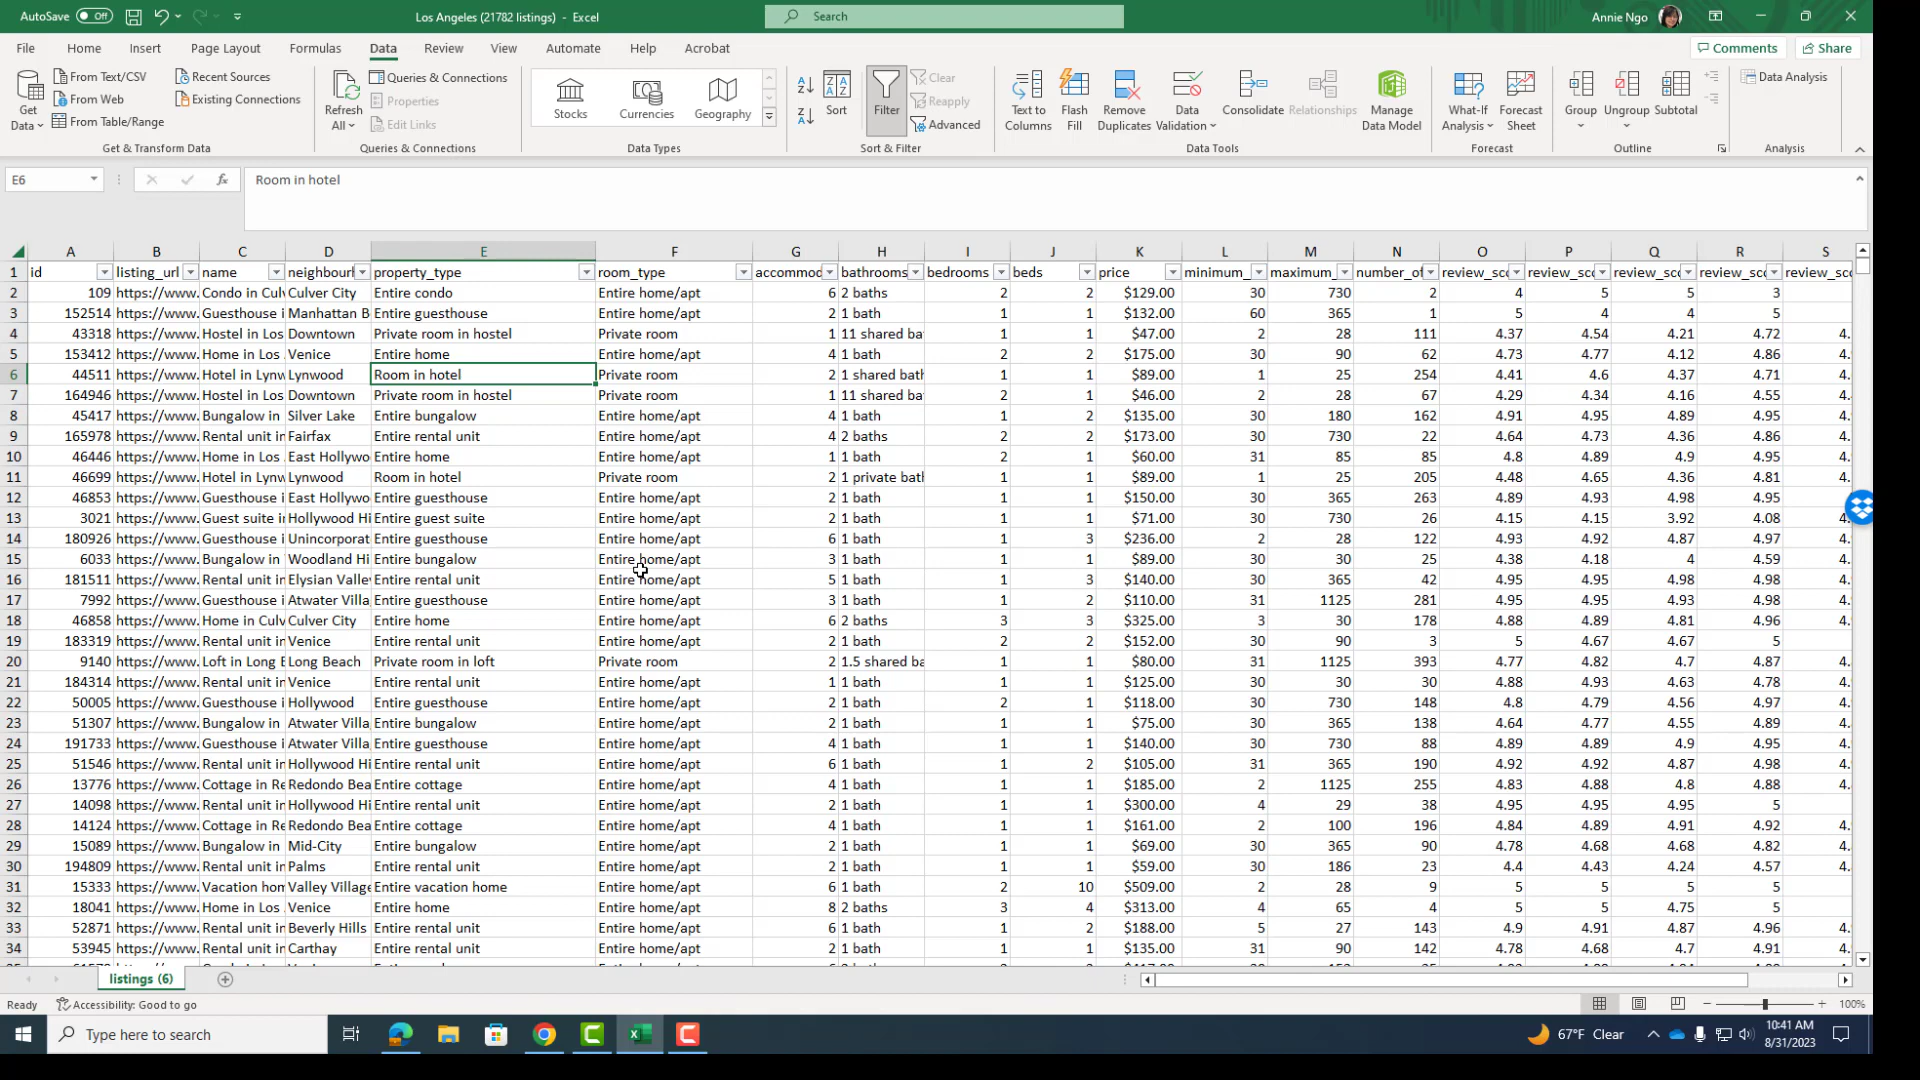 AutoSave Off
Los Angeles (21782 listings) - Excel
Search
Annie Ngo
File Home Insert Page Layout Formulas Data Review View Automate Help Acrobat
Comments Share
Get Data
From Text/CSV
From Web
From Table/Range
Recent Sources
Existing Connections
Get & Transform Data
Refresh All
Queries & Connections
Properties
Edit Links
Queries & Connections
Stocks Currencies Geography
Data Types
Sort
Filter
Clear
Reapply
Advanced
Sort & Filter
Text to Columns
Flash Fill
Remove Duplicates
Data Validation
Consolidate
Relationships
Manage Data Model
Data Tools
What-If Analysis
Forecast Sheet
Forecast
Group Ungroup Subtotal
Outline
Data Analysis
Analysis
E6 fx Room in hotel
A B C D E F G H I J K L M N O P Q R S
1 id listing_url name neighbourh property_type room_type accommod bathrooms bedrooms beds price minimum_ maximum_ number_of review_sco review_sco review_sco review_sco review_sco
2 109 https://www. Condo in Culv Culver City Entire condo Entire home/apt 6 2 baths 2 2 $129.00 30 730 2 4 5 5 3
3 152514 https://www. Guesthouse i Manhattan B Entire guesthouse Entire home/apt 2 1 bath 1 1 $132.00 60 365 1 5 4 4 5
4 43318 https://www. Hostel in Los Downtown Private room in hostel Private room 1 11 shared ba 1 1 $47.00 2 28 111 4.37 4.54 4.21 4.72 4.
5 153412 https://www. Home in Los Venice Entire home Entire home/apt 4 1 bath 2 2 $175.00 30 90 62 4.73 4.77 4.12 4.86 4.
6 44511 https://www. Hotel in Lynw Lynwood Room in hotel Private room 2 1 shared bath 1 1 $89.00 1 25 254 4.41 4.6 4.37 4.71 4.
7 164946 https://www. Hostel in Los Downtown Private room in hostel Private room 1 11 shared ba 2 1 $46.00 2 28 67 4.29 4.34 4.16 4.55 4.
8 45417 https://www. Bungalow in Silver Lake Entire bungalow Entire home/apt 4 1 bath 1 2 $135.00 30 180 162 4.91 4.95 4.89 4.95 4.
9 165978 https://www. Rental unit in Fairfax Entire rental unit Entire home/apt 4 2 baths 2 2 $173.00 30 730 22 4.64 4.73 4.36 4.86 4.
10 46446 https://www. Home in Los East Hollywo Entire home Entire home/apt 1 1 bath 2 1 $60.00 31 85 85 4.8 4.89 4.9 4.95 4.
11 46699 https://www. Hotel in Lynw Lynwood Room in hotel Private room 2 1 private bath 1 1 $89.00 1 25 205 4.48 4.65 4.36 4.81 4.
12 46853 https://www. Guesthouse i East Hollywo Entire guesthouse Entire home/apt 2 1 bath 1 1 $150.00 30 365 263 4.89 4.93 4.98 4.95
13 3021 https://www. Guest suite in Hollywood Hi Entire guest suite Entire home/apt 2 1 bath 1 1 $71.00 30 730 26 4.15 4.15 3.92 4.08 4.
14 180926 https://www. Guesthouse i Unincorporat Entire guesthouse Entire home/apt 6 1 bath 1 3 $236.00 2 28 122 4.93 4.92 4.87 4.97 4.
15 6033 https://www. Bungalow in Woodland Hi Entire bungalow Entire home/apt 3 1 bath 1 1 $89.00 30 30 25 4.38 4.18 4 4.59 4.
16 181511 https://www. Rental unit in Elysian Valley Entire rental unit Entire home/apt 5 1 bath 1 3 $140.00 30 365 42 4.95 4.95 4.98 4.98 4.
17 7992 https://www. Guesthouse i Atwater Villa Entire guesthouse Entire home/apt 3 1 bath 1 2 $110.00 31 1125 281 4.95 4.95 4.93 4.98 4.
18 46858 https://www. Home in Culv Culver City Entire home Entire home/apt 6 2 baths 3 3 $325.00 3 30 178 4.88 4.89 4.81 4.96 4.
19 183319 https://www. Rental unit in Venice Entire rental unit Entire home/apt 2 1 bath 2 2 $152.00 30 90 3 5 4.67 4.67 5 4.
20 9140 https://www. Loft in Long B Long Beach Private room in loft Private room 2 1.5 shared ba 1 1 $80.00 31 1125 393 4.77 4.82 4.7 4.87 4.
21 184314 https://www. Rental unit in Venice Entire rental unit Entire home/apt 1 1 bath 1 1 $125.00 30 30 30 4.88 4.93 4.63 4.78 4.
22 50005 https://www. Guesthouse i Hollywood Entire guesthouse Entire home/apt 2 1 bath 2 1 $118.00 30 730 148 4.8 4.79 4.56 4.97 4.
23 51307 https://www. Bungalow in Atwater Villa Entire bungalow Entire home/apt 2 1 bath 1 1 $75.00 30 365 138 4.64 4.77 4.55 4.89 4.
24 191733 https://www. Guesthouse i Atwater Villa Entire guesthouse Entire home/apt 4 1 bath 1 1 $140.00 30 730 88 4.89 4.89 4.9 4.95 4.
25 51546 https://www. Rental unit in Hollywood Hi Entire rental unit Entire home/apt 6 1 bath 1 2 $105.00 31 365 190 4.92 4.92 4.87 4.98 4.
26 13776 https://www. Cottage in Re Redondo Bea Entire cottage Entire home/apt 4 1 bath 1 1 $185.00 2 1125 255 4.83 4.88 4.8 4.88 4.
27 14098 https://www. Rental unit in Hollywood Hi Entire rental unit Entire home/apt 2 1 bath 1 1 $300.00 4 29 38 4.95 4.95 4.95 5 4.
28 14124 https://www. Cottage in Re Redondo Bea Entire cottage Entire home/apt 4 1 bath 1 1 $161.00 2 100 196 4.84 4.89 4.91 4.92 4.
29 15089 https://www. Bungalow in Mid-City Entire bungalow Entire home/apt 2 1 bath 1 1 $69.00 30 365 90 4.78 4.68 4.68 4.82 4.
30 194809 https://www. Rental unit in Palms Entire rental unit Entire home/apt 2 1 bath 1 1 $59.00 30 186 23 4.4 4.43 4.24 4.57 4.
31 15333 https://www. Vacation hom Valley Village Entire vacation home Entire home/apt 6 1 bath 2 10 $509.00 2 28 9 5 5 5 5
32 18041 https://www. Home in Los Venice Entire home Entire home/apt 8 2 baths 3 4 $313.00 4 65 4 5 5 4.75 5
33 52871 https://www. Rental unit in Beverly Hills Entire rental unit Entire home/apt 6 1 bath 1 2 $188.00 5 27 143 4.9 4.91 4.87 4.96 4.
34 53945 https://www. Rental unit in Carthay Entire rental unit Entire home/apt 2 1 bath 1 1 $135.00 31 90 142 4.78 4.68 4.7 4.91 4.
listings (6)
Ready Accessibility: Good to go 100%
Type here to search
67°F Clear
10:41 AM
8/31/2023